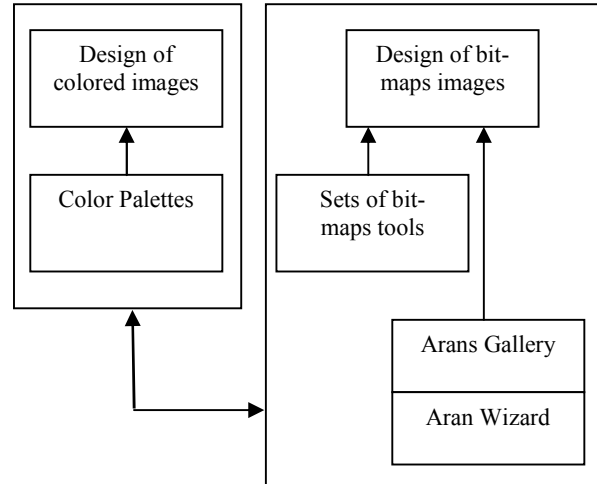 Design of
colored images
Color Palettes
Design of bit-
maps images
Sets of bit-
maps tools
Arans Gallery
Aran Wizard